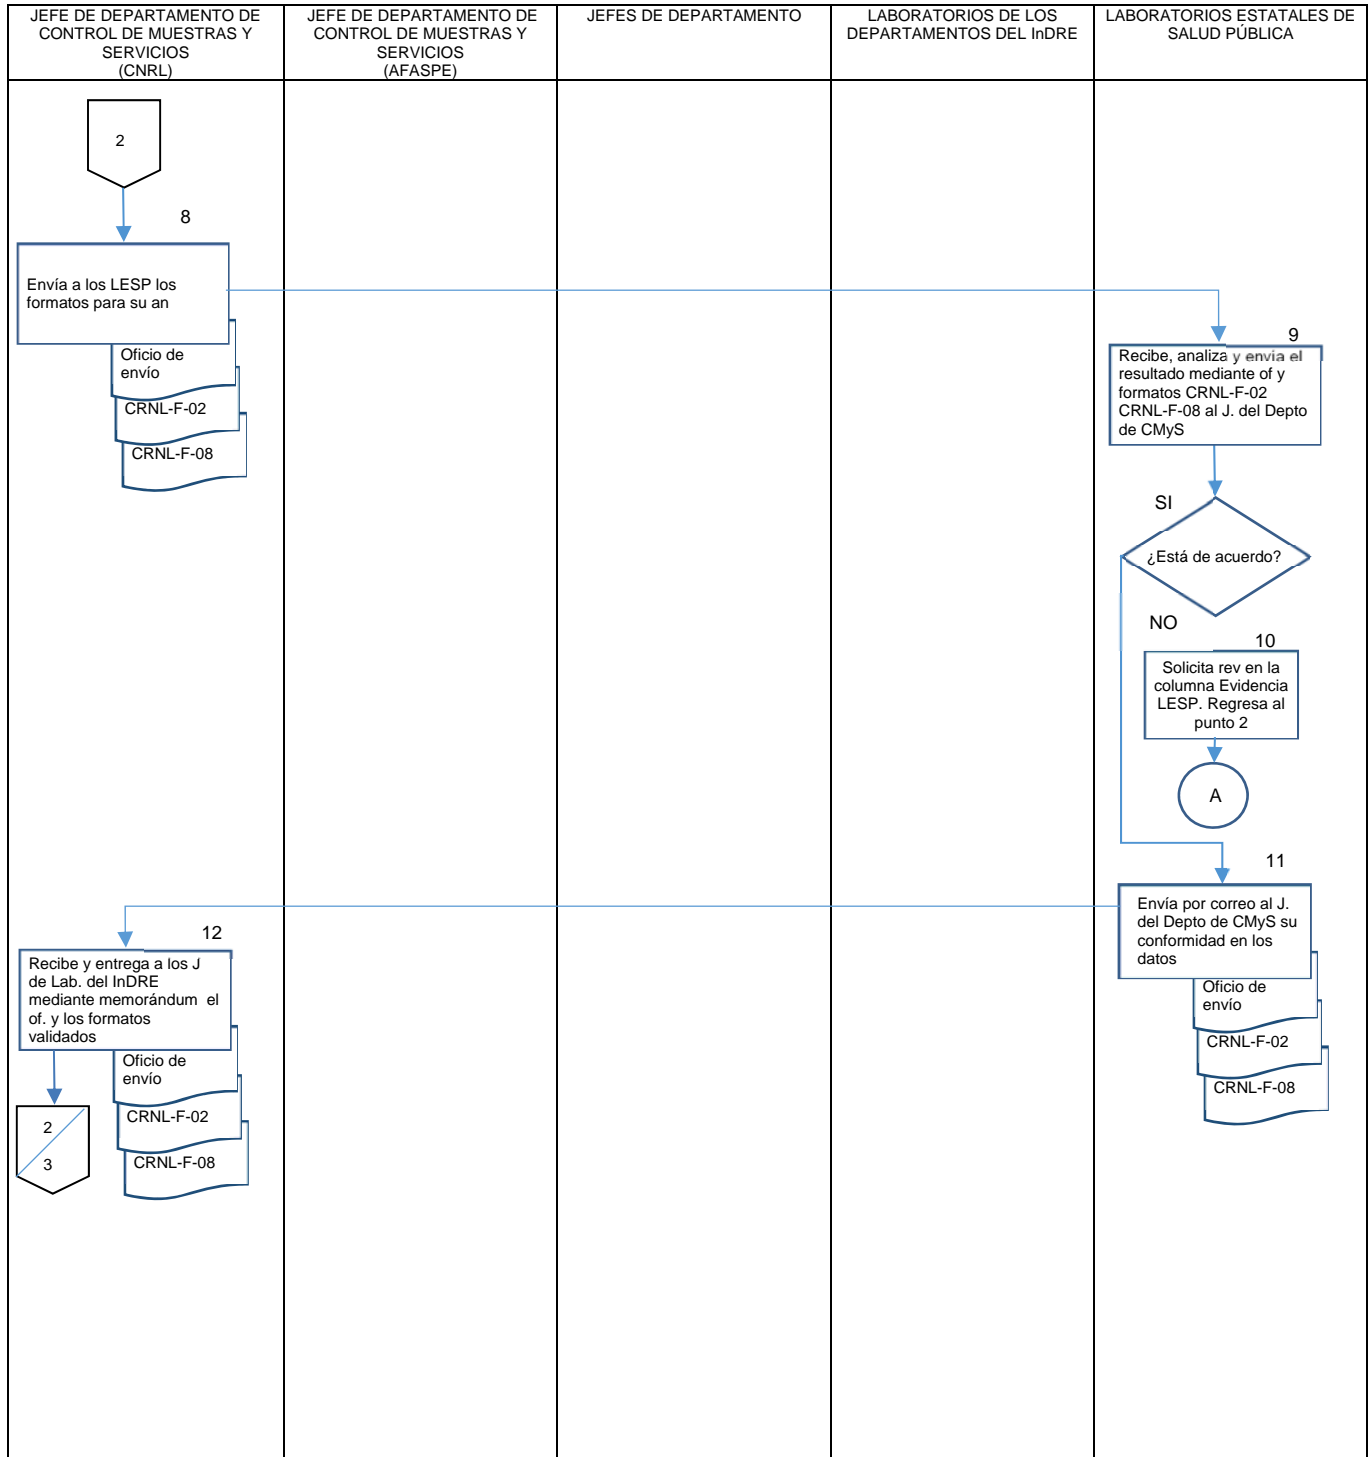 JEFE DE DEPARTAMENTO DE
CONTROL DE MUESTRAS Y
SERVICIOS
(CNRL)
JEFE DE DEPARTAMENTO DE
CONTROL DE MUESTRAS Y
SERVICIOS
(AFASPE)
JEFES DE DEPARTAMENTO
LABORATORIOS DE LOS
DEPARTAMENTOS DEL InDRE
LABORATORIOS ESTATALES DE
SALUD PÚBLICA
2
8
Envía a los LESP los
formatos para su an
Oficio de
envío
CRNL-F-02
CRNL-F-08
9
Recibe, analiza y envia el
resultado mediante of y
formatos CRNL-F-02
CRNL-F-08 al J. del Depto
de CMyS
SI
¿Está de acuerdo?
NO
10
Solicita rev en la
columna Evidencia
LESP. Regresa al
punto 2
A
11
Envía por correo al J.
del Depto de CMyS su
conformidad en los
datos
Oficio de
envío
CRNL-F-02
CRNL-F-08
12
Recibe y entrega a los J
de Lab. del InDRE
mediante memorándum el
of. y los formatos
validados
Oficio de
envío
CRNL-F-02
CRNL-F-08
2
3